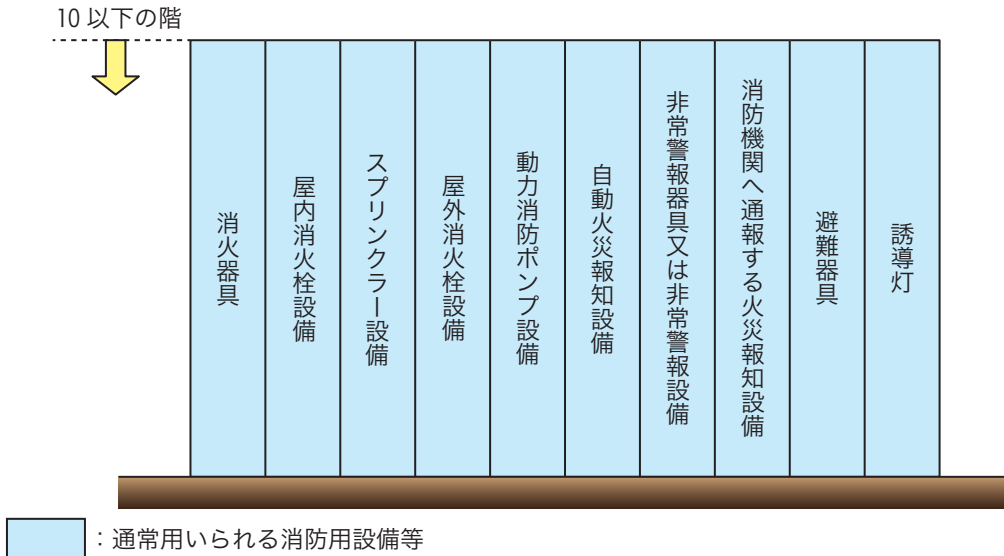 10 以下の階
消火器具
屋内消火栓設備
スプリンクラー設備
屋外消火栓設備
動力消防ポンプ設備
自動火災報知設備
非常警報器具又は非常警報設備
消防機関へ通報する火災報知設備
避難器具
誘導灯
：通常用いられる消防用設備等